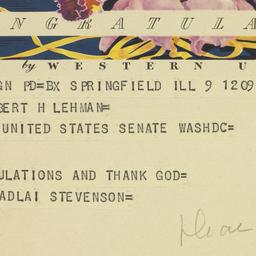 NGRATULA
by WESTERN U
GN PD=BX SPRINGFIELD ILL 9 1209
BERT H LEHMAN=
UNITED STATES SENATE WASHDC=
ULATIONS AND THANK GOD=
ADLAI STEVENSON=